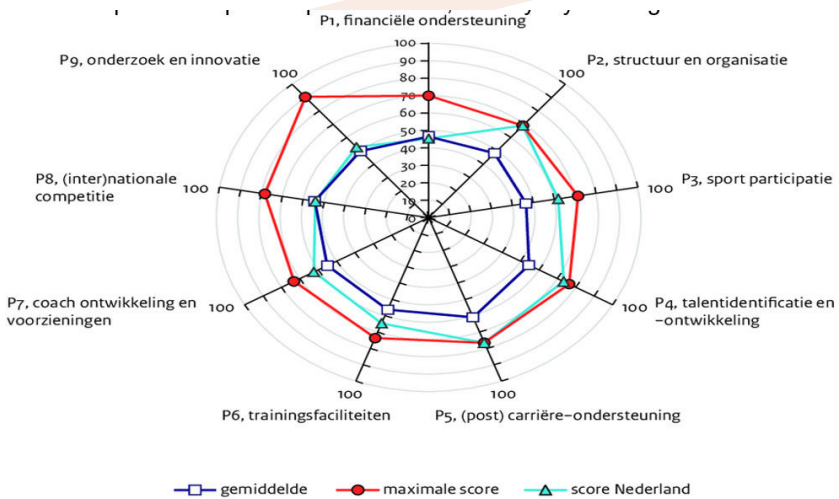 P1, financiële ondersteuning
100
90
80
70
60
50
40
30
20
10
0
P2, structuur en organisatie
100
P3, sport participatie
100
P4, talentidentificatie en
-ontwikkeling
100
P5, (post) carrière-ondersteuning
100
P6, trainingsfaciliteiten
100
P7, coach ontwikkeling en
voorzieningen
100
P8, (inter)nationale
competitie
100
P9, onderzoek en innovatie
100
gemiddelde
maximale score
score Nederland